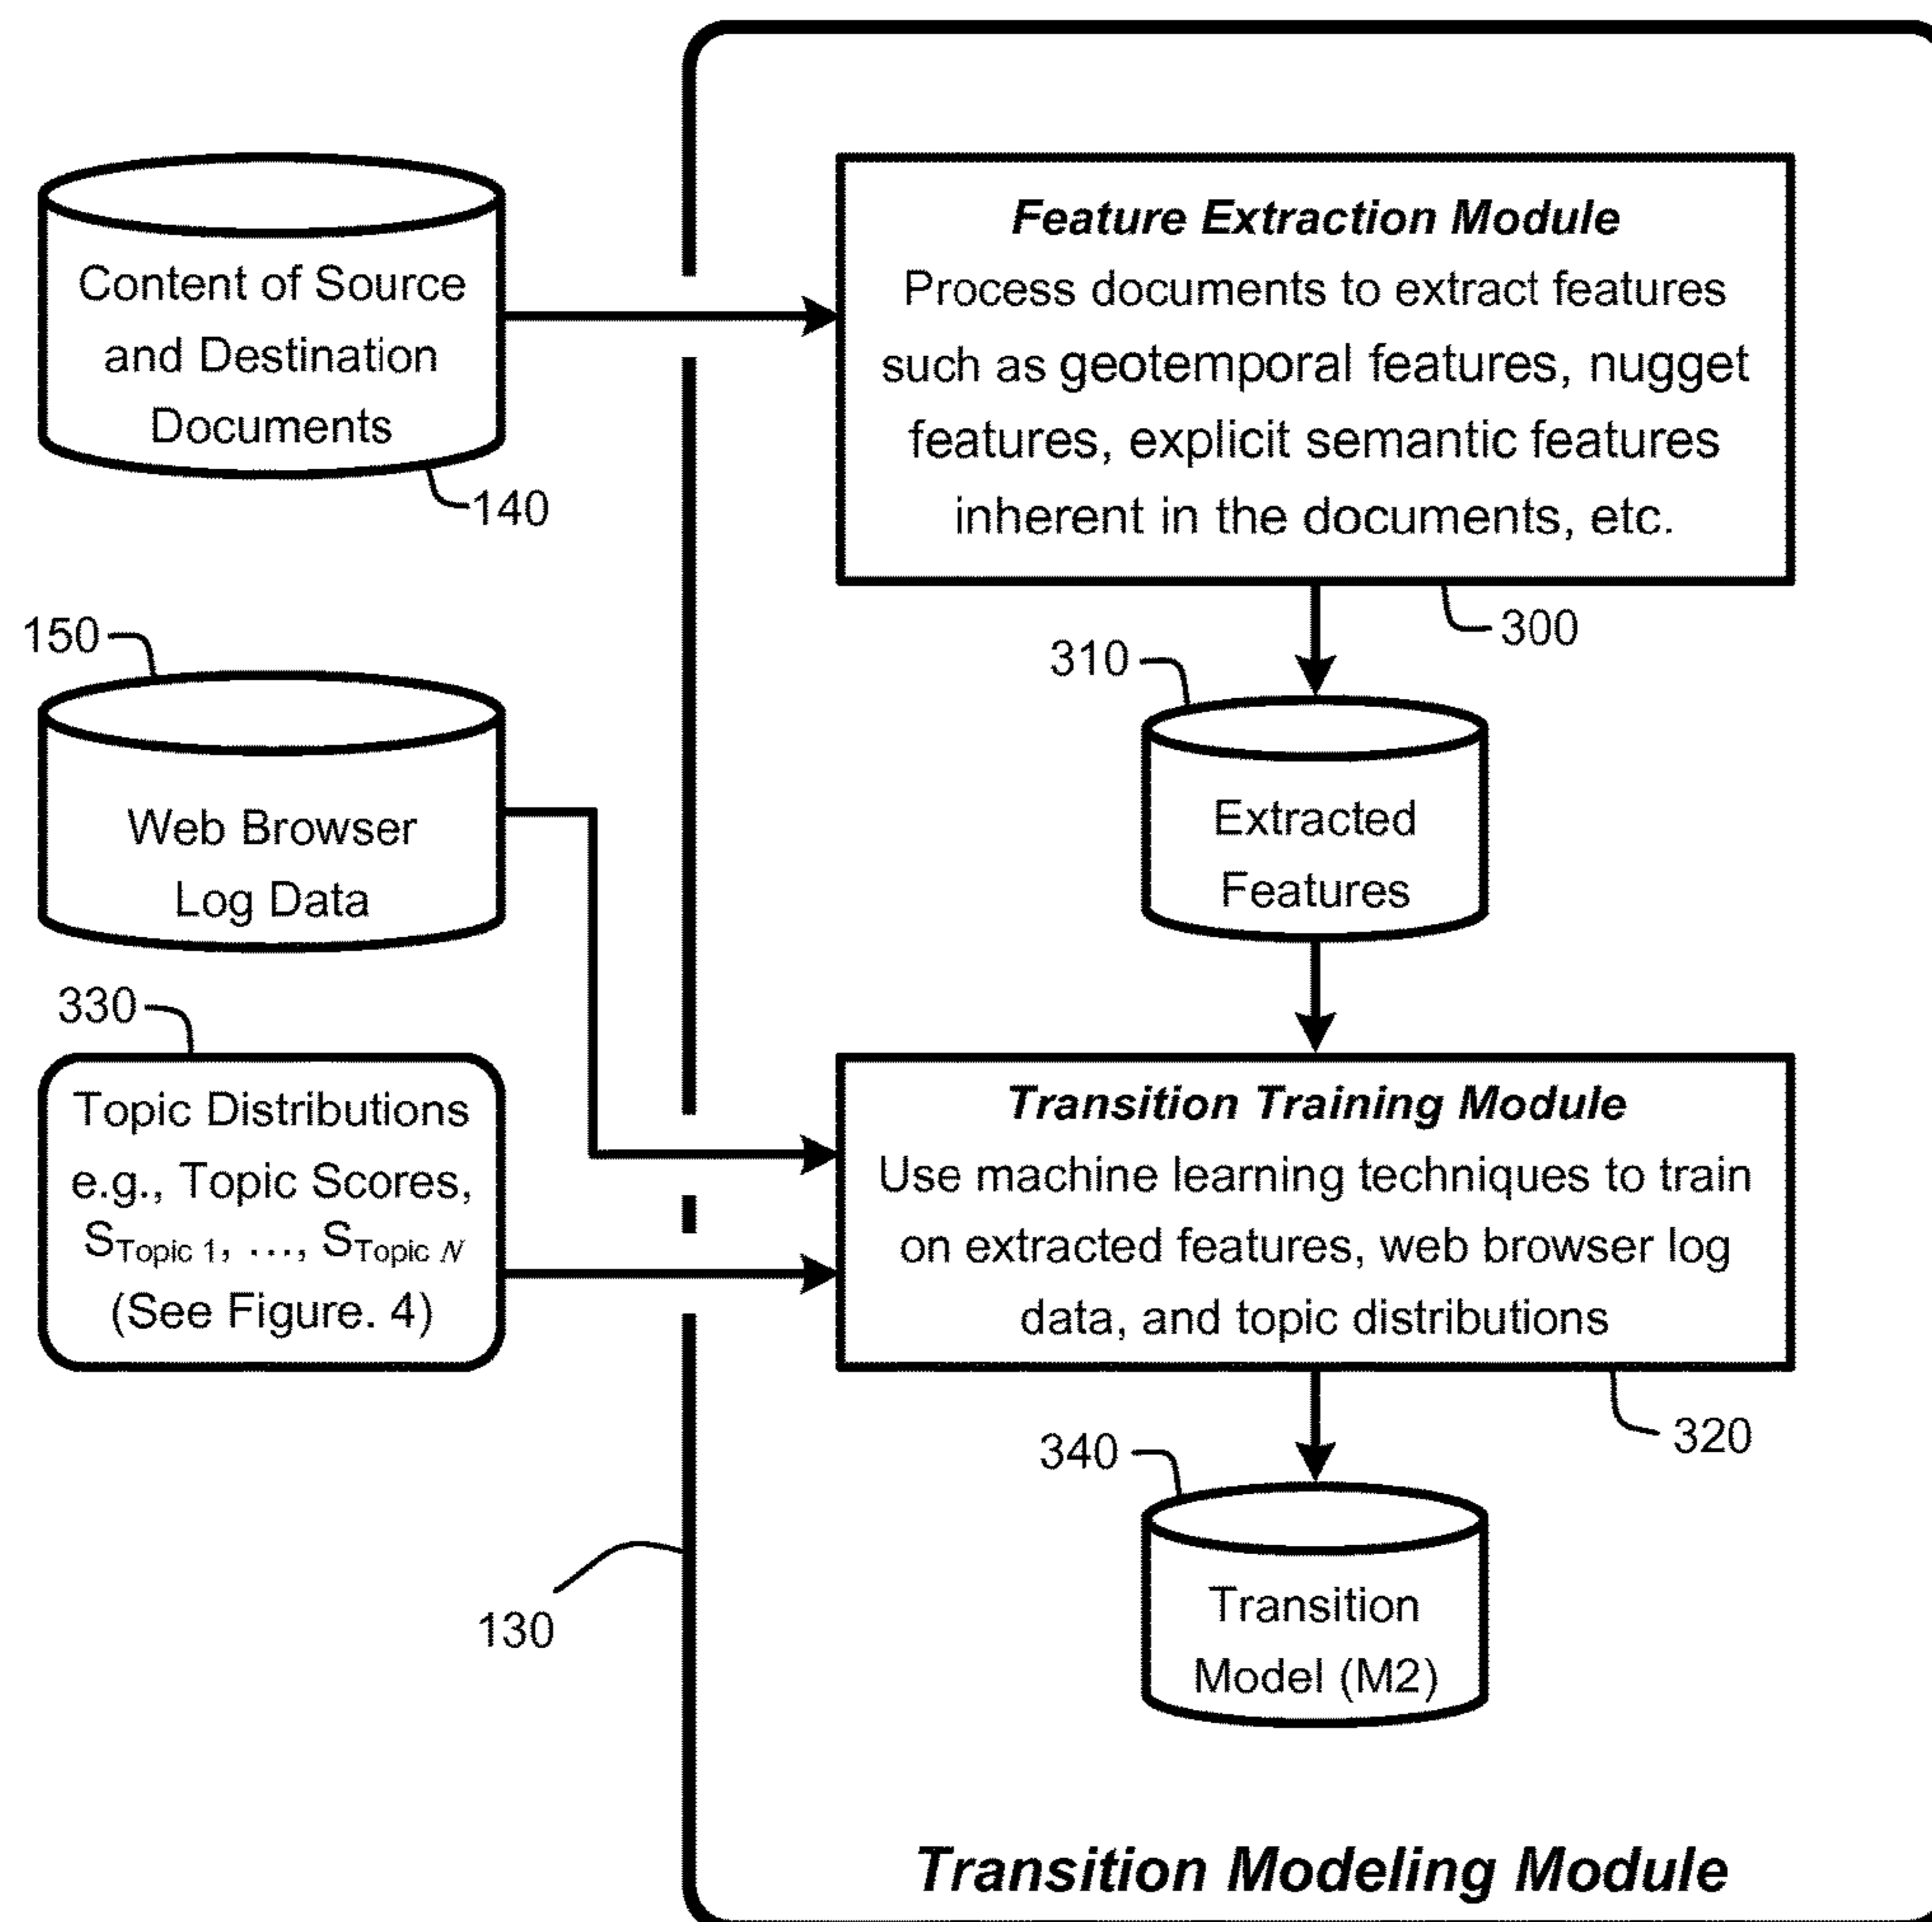 Content of Source
and Destination
Documents
140
Feature Extraction Module
Process documents to extract features
such as geotemporal features, nugget
features, explicit semantic features
inherent in the documents, etc.
300
150
Web Browser
Log Data
310
Extracted
Features
330
Topic Distributions
e.g., Topic Scores,
STopic 1, …, STopic N
(See Figure. 4)
Transition Training Module
Use machine learning techniques to train
on extracted features, web browser log
data, and topic distributions
320
340
Transition
Model (M2)
130
Transition Modeling Module